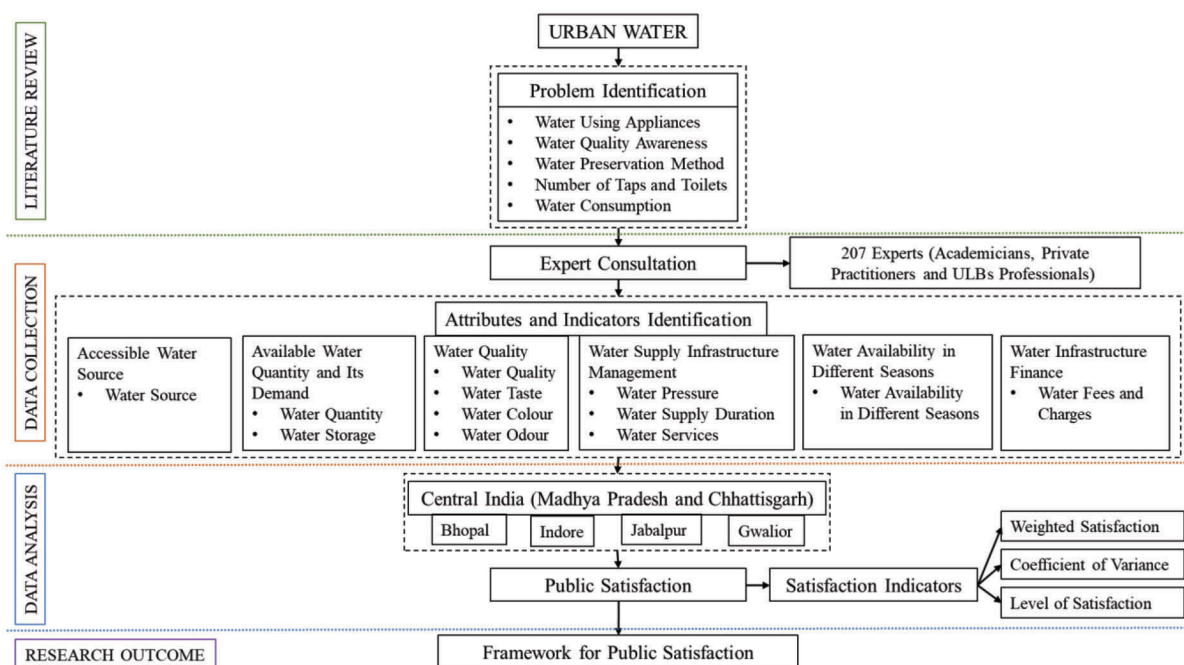 LITERATURE REVIEW
URBAN WATER
Problem Identification
• Water Using Appliances
• Water Quality Awareness
• Water Preservation Method
• Number of Taps and Toilets
• Water Consumption
DATA COLLECTION
Expert Consultation
207 Experts (Academicians, Private
Practitioners and ULBs Professionals)
Attributes and Indicators Identification
Accessible Water
Source
• Water Source
Available Water
Quantity and Its
Demand
• Water Quantity
• Water Storage
Water Quality
• Water Quality
• Water Taste
• Water Colour
• Water Odour
Water Supply Infrastructure
Management
• Water Pressure
• Water Supply Duration
• Water Services
Water Availability in
Different Seasons
• Water Availability
in Different Seasons
Water Infrastructure
Finance
• Water Fees and
Charges
DATA ANALYSIS
Central India (Madhya Pradesh and Chhattisgarh)
Bhopal
Indore
Jabalpur
Gwalior
Public Satisfaction
Satisfaction Indicators
Weighted Satisfaction
Coefficient of Variance
Level of Satisfaction
RESEARCH OUTCOME
Framework for Public Satisfaction